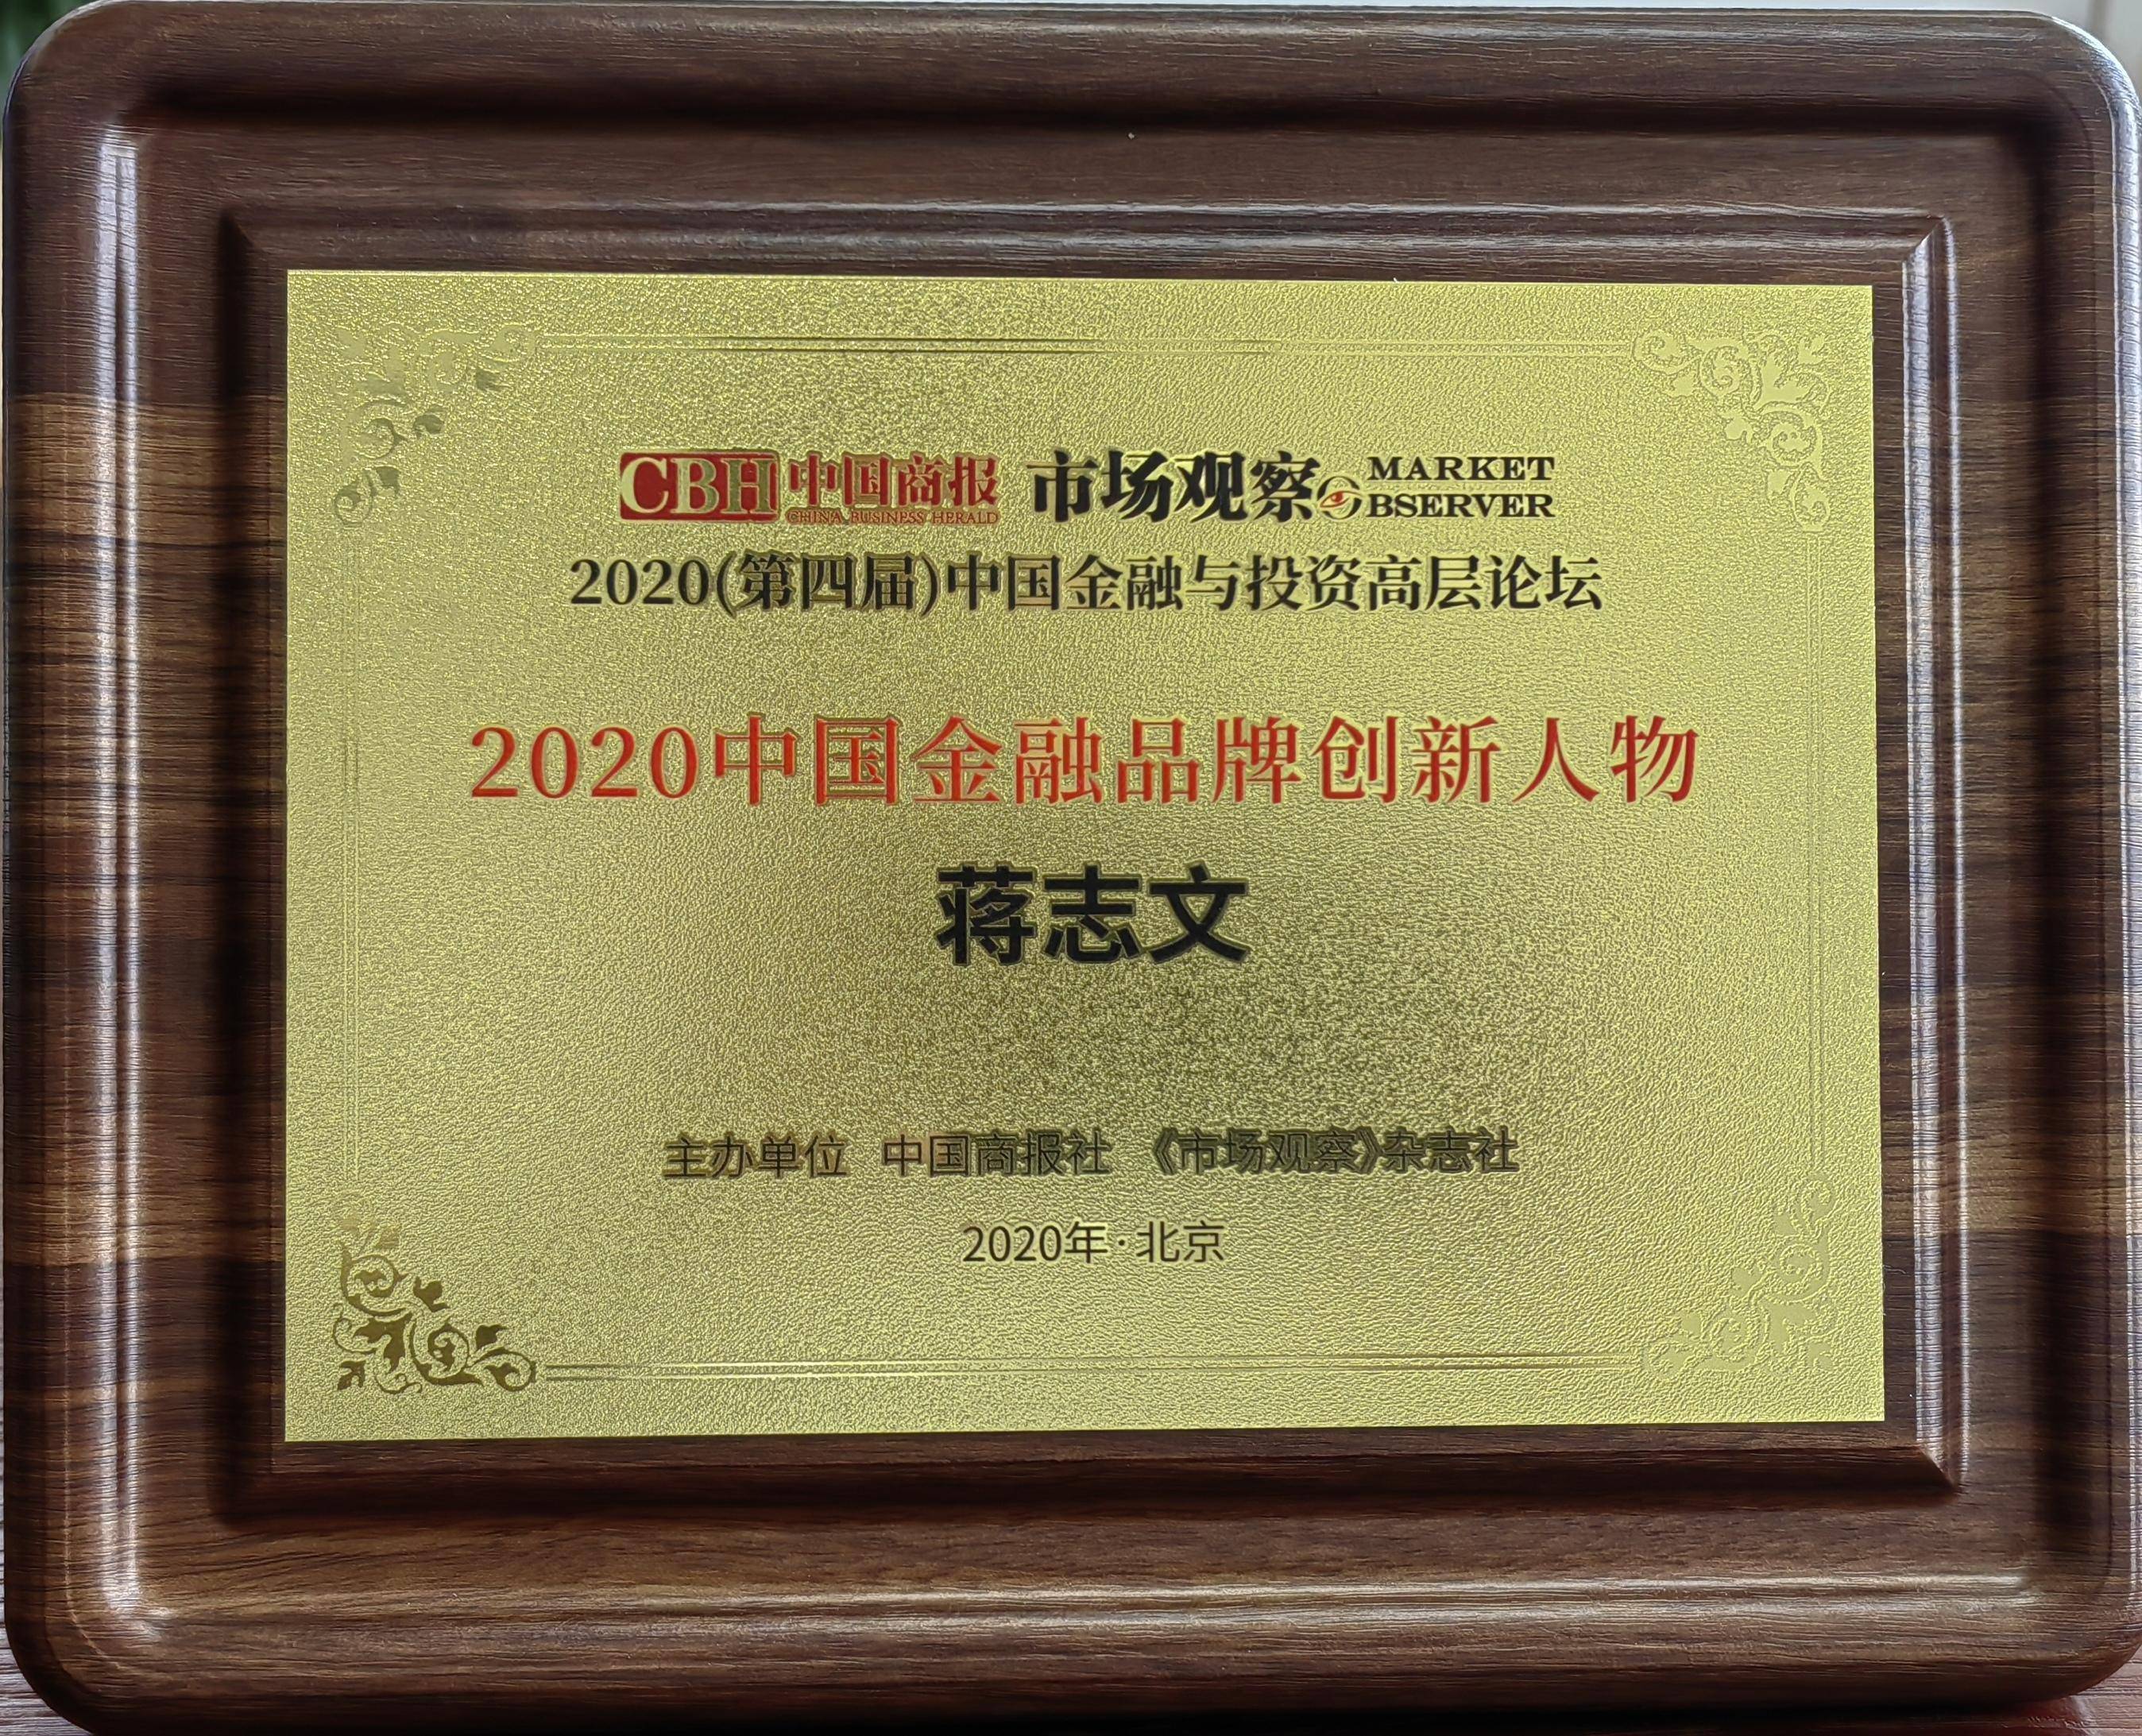 CBH 中国商报 CHINA BUSINESS HERALD 市场观察 MARKET OBSERVER
2020(第四届)中国金融与投资高层论坛
2020中国金融品牌创新人物
蒋志文
主办单位 中国商报社 《市场观察》杂志社
2020年·北京